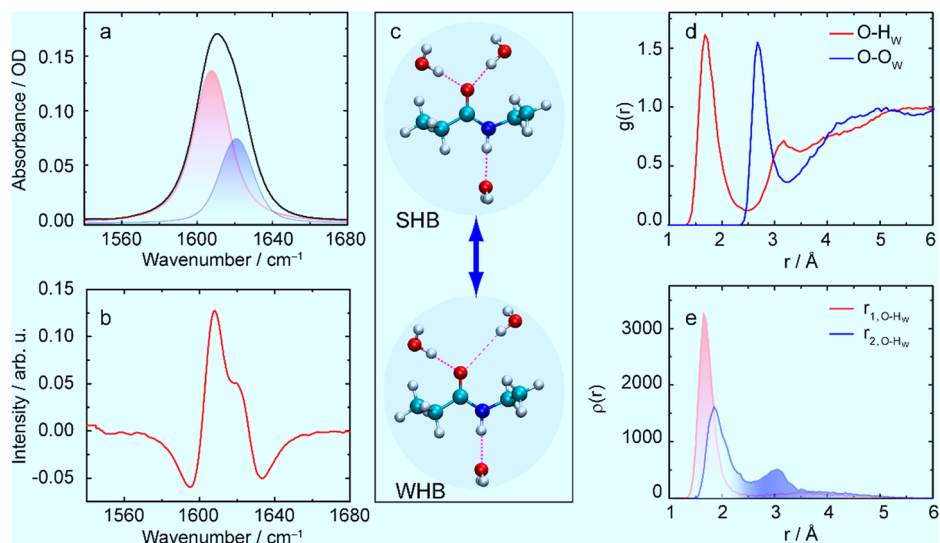 a
Absorbance / OD
0.15
0.10
0.05
0.00
1560 1600 1640 1680
Wavenumber / cm⁻¹
b
Intensity / arb. u.
0.15
0.10
0.05
0.00
-0.05
1560 1600 1640 1680
Wavenumber / cm⁻¹
c
SHB
WHB
d
O-H_W
O-O_W
g(r)
1.5
1.0
0.5
0.0
1 2 3 4 5 6
r / Å
e
r_1, O-H_W
r_2, O-H_W
ρ(r)
3000
2000
1000
0
1 2 3 4 5 6
r / Å